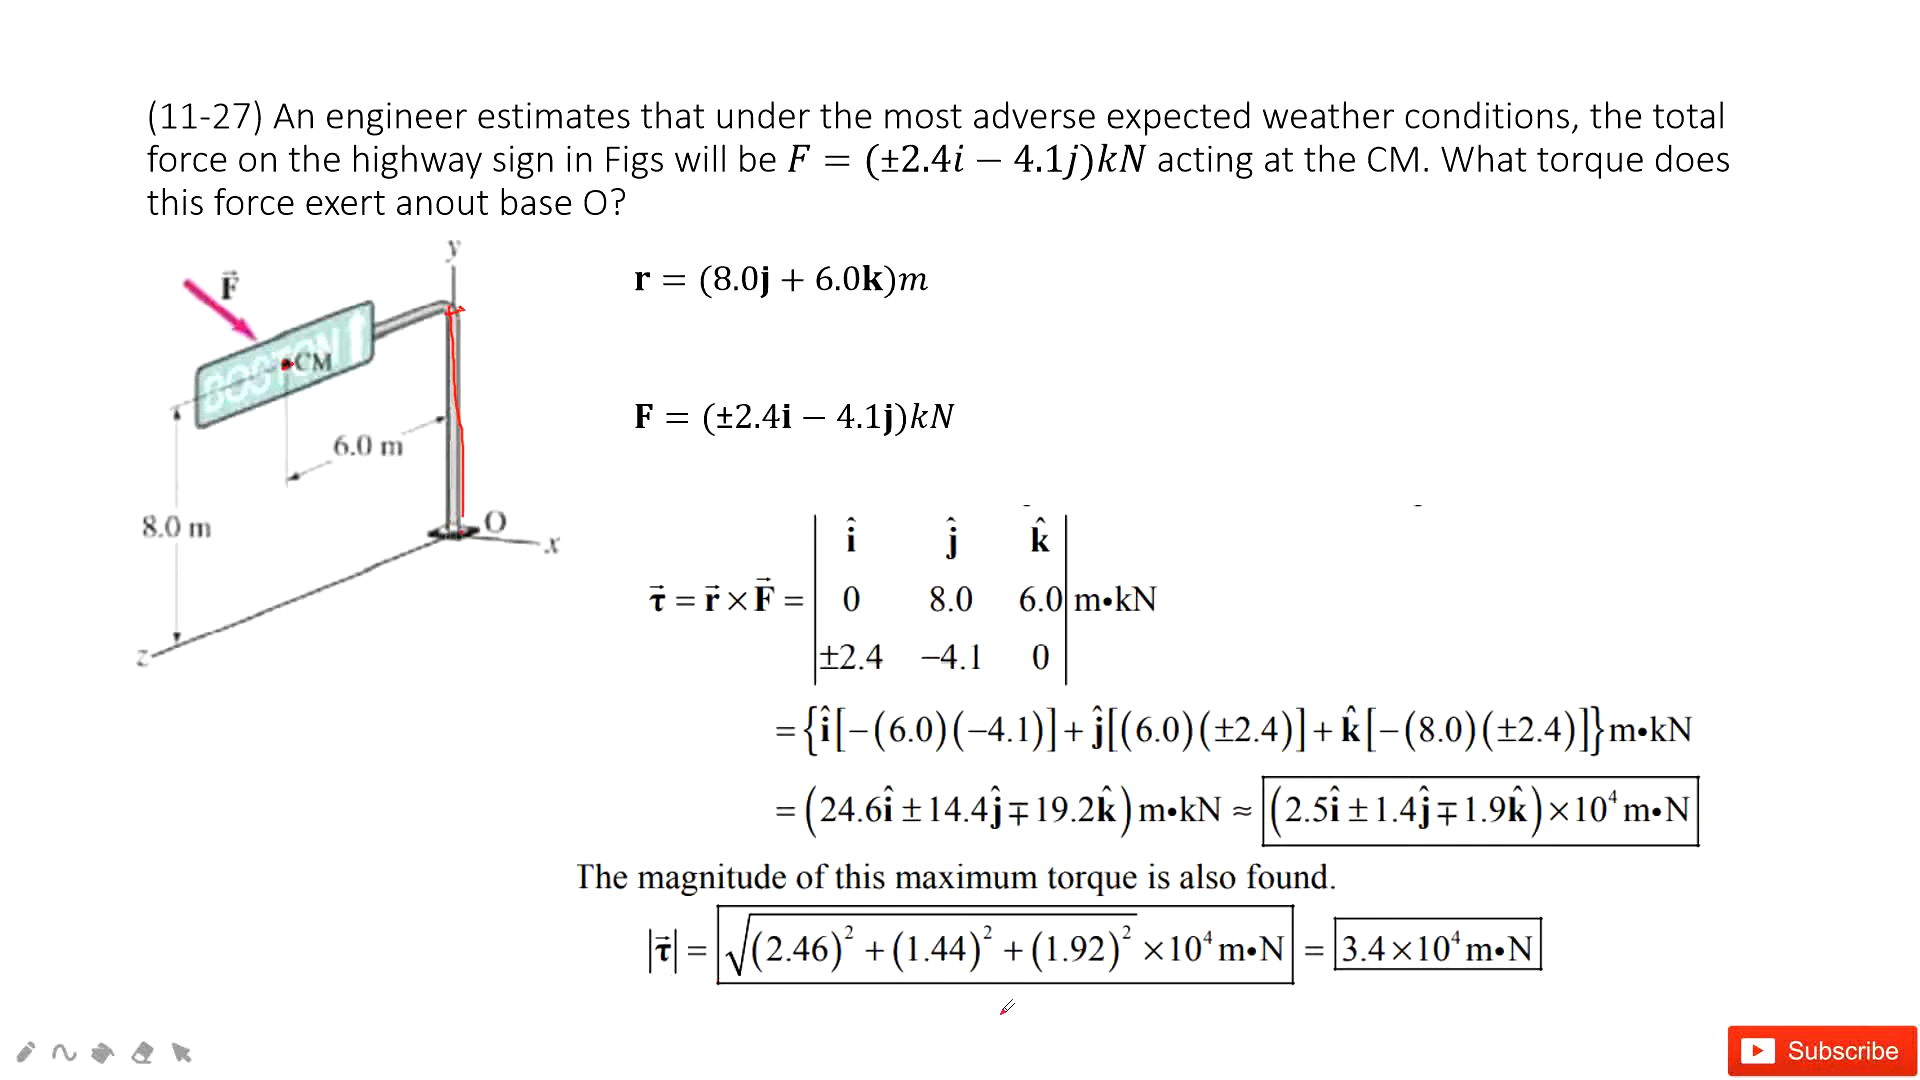 (11-27) An engineer estimates that under the most adverse expected weather conditions, the total
force on the highway sign in Figs will be F = (±2.4i − 4.1j)kN acting at the CM. What torque does
this force exert anout base O?
y
F⃗
BOSTON
CM
6.0 m
8.0 m
O
x
z
r = (8.0j + 6.0k)m
F = (±2.4i − 4.1j)kN
î ĵ k̂
τ⃗ = r⃗ × F⃗ = | 0 8.0 6.0 | m•kN
±2.4 −4.1 0
= {î[−(6.0)(−4.1)] + ĵ[(6.0)(±2.4)] + k̂[−(8.0)(±2.4)]} m•kN
= (24.6î ± 14.4ĵ ∓ 19.2k̂) m•kN ≈ (2.5î ± 1.4ĵ ∓ 1.9k̂) × 10⁴ m•N
The magnitude of this maximum torque is also found.
|τ⃗| = √(2.46)² + (1.44)² + (1.92)² × 10⁴ m•N = 3.4 × 10⁴ m•N
Subscribe